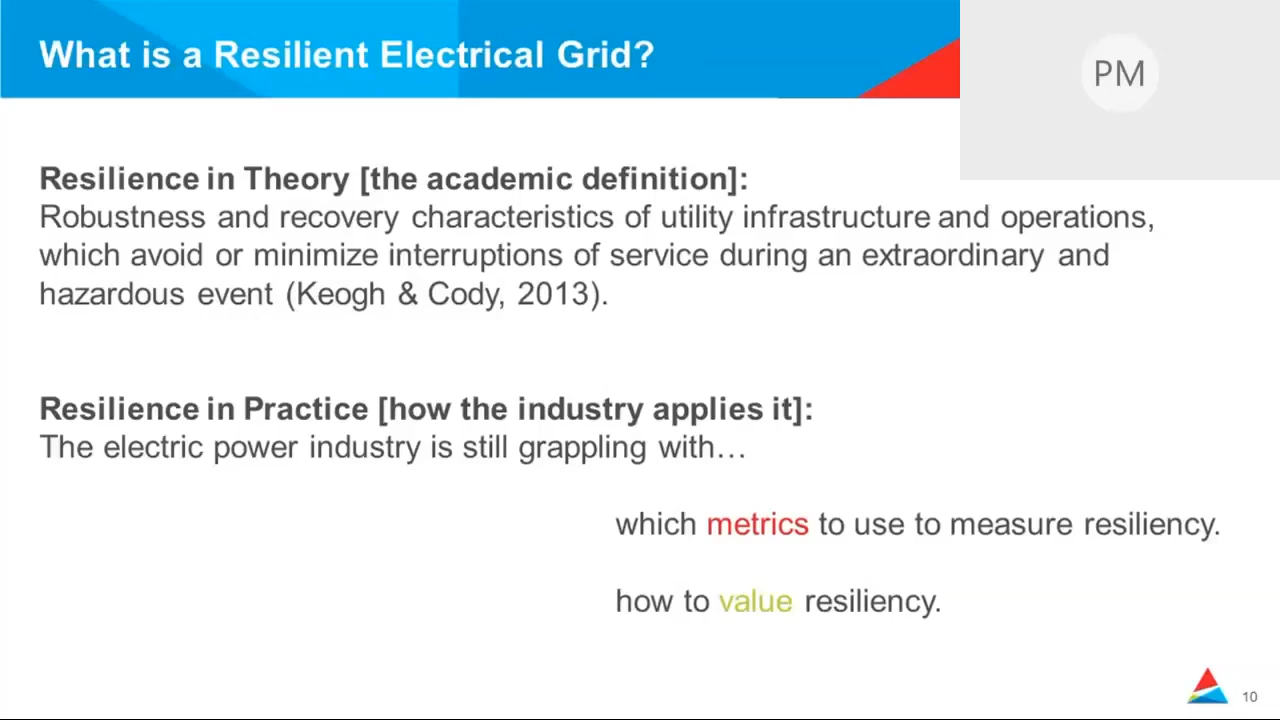 What is a Resilient Electrical Grid?
PM
Resilience in Theory [the academic definition]:
Robustness and recovery characteristics of utility infrastructure and operations,
which avoid or minimize interruptions of service during an extraordinary and
hazardous event (Keogh & Cody, 2013).
Resilience in Practice [how the industry applies it]:
The electric power industry is still grappling with…
which metrics to use to measure resiliency.
how to value resiliency.
10